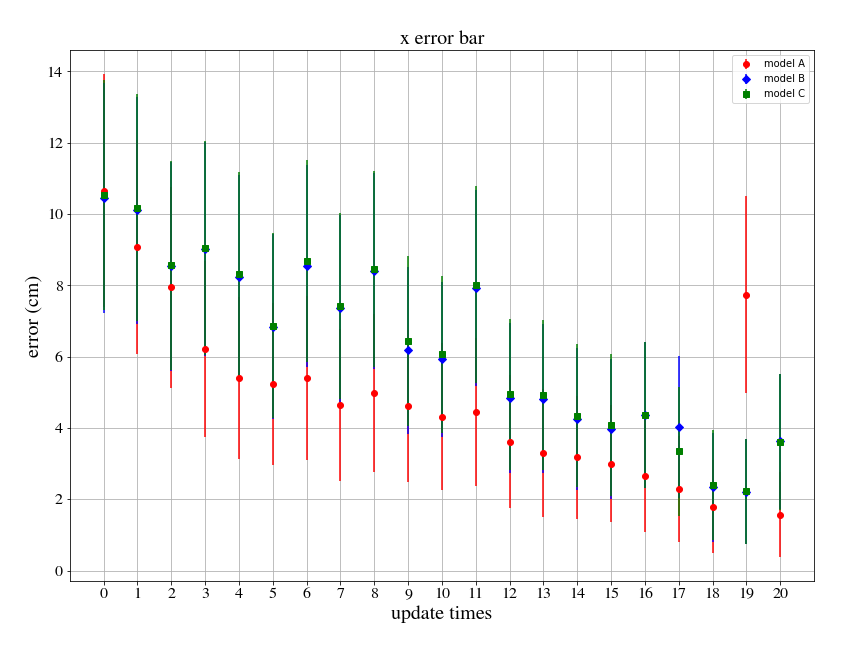 x error bar
model A
model B
model C
error (cm)
14
12
10
8
6
4
2
0
0 1 2 3 4 5 6 7 8 9 10 11 12 13 14 15 16 17 18 19 20
update times